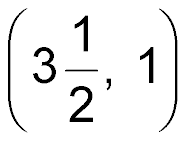 (3 1/2, 1)